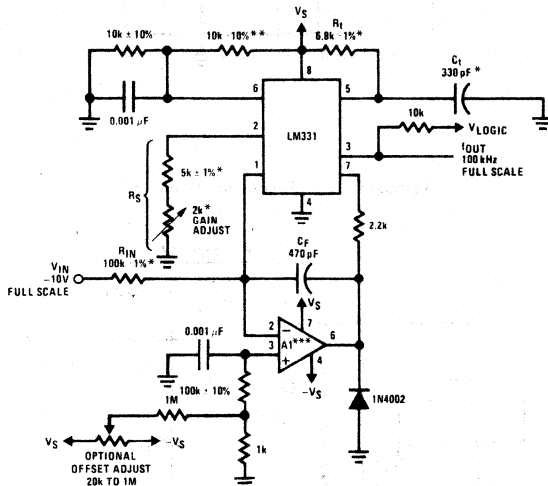 VS
10k ± 10%
10k ·10% **
Rt
6.8k ·1% *
Ct
330 pF *
8
6
5
0.001 µF
2
LM331
10k
VLOGIC
3
fOUT
100 kHz
FULL SCALE
1
7
5k ± 1%*
RS
4
2k*
GAIN
ADJUST
2.2k
CF
470 pF
VIN
-10V
FULL SCALE
RIN
100k ·1% *
VS
0.001 µF
2
7
6
3
A1***
4
-VS
100k ± 10%
1N4002
1M
VS
-VS
1k
OPTIONAL
OFFSET ADJUST
20k TO 1M